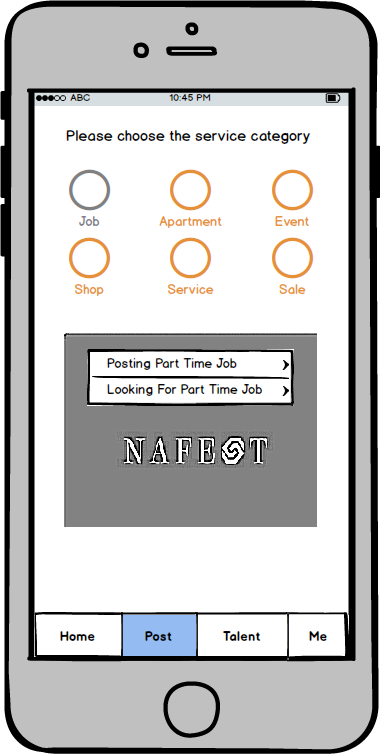 ABC 10:45 PM
Please choose the service category
Job Apartment Event
Shop Service Sale
Posting Part Time Job
Looking For Part Time Job
NAFEOT
Home Post Talent Me